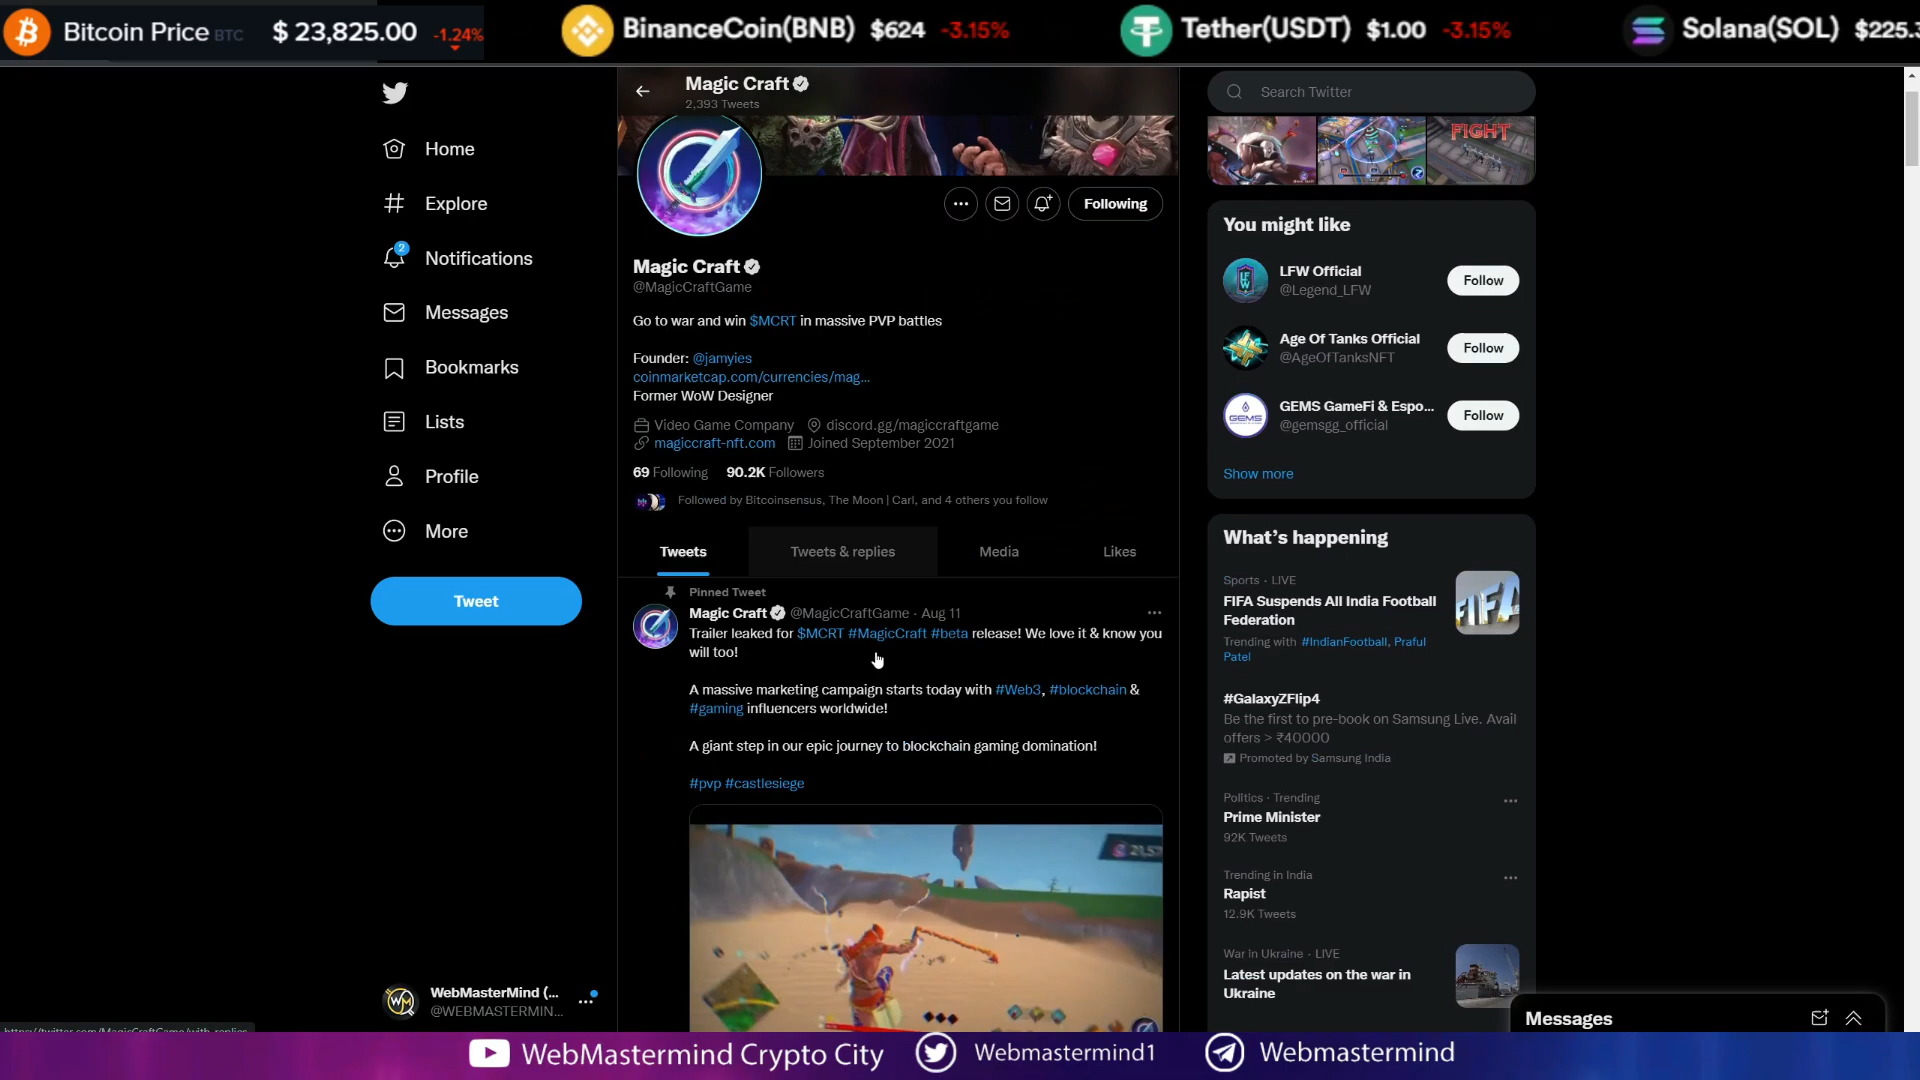 Bitcoin Price BTC $ 23,825.00 -1.24%
BinanceCoin(BNB) $624 -3.15%
Tether(USDT) $1.00 -3.15%
Solana(SOL) $225.3
Magic Craft
2,393 Tweets
Search Twitter
Home
Explore
2
Notifications
Messages
Bookmarks
Lists
Profile
More
Tweet
WebMasterMind (...
@WEBMASTERMIN...
Following
Magic Craft
@MagicCraftGame
Go to war and win $MCRT in massive PVP battles
Founder: @jamyies
coinmarketcap.com/currencies/mag...
Former WoW Designer
Video Game Company discord.gg/magiccraftgame
magiccraft-nft.com Joined September 2021
69 Following 90.2K Followers
Followed by Bitcoinsensus, The Moon | Carl, and 4 others you follow
Tweets Tweets & replies Media Likes
Pinned Tweet
Magic Craft @MagicCraftGame · Aug 11
Trailer leaked for $MCRT #MagicCraft #beta release! We love it & know you
will too!
A massive marketing campaign starts today with #Web3, #blockchain &
#gaming influencers worldwide!
A giant step in our epic journey to blockchain gaming domination!
#pvp #castlesiege
FIGHT
You might like
LFW Official
@Legend_LFW
Follow
Age Of Tanks Official
@AgeOfTanksNFT
Follow
GEMS
GEMS GameFi & Espo...
@gemsgg_official
Follow
Show more
What's happening
Sports · LIVE
FIFA Suspends All India Football
Federation
Trending with #IndianFootball, Praful
Patel
FIFA
#GalaxyZFlip4
Be the first to pre-book on Samsung Live. Avail
offers > ₹40000
Promoted by Samsung India
Politics · Trending
Prime Minister
92K Tweets
Trending in India
Rapist
12.9K Tweets
War in Ukraine · LIVE
Latest updates on the war in
Ukraine
Messages
https://twitter.com/MagicCraftGame/with_replies
WebMastermind Crypto City
Webmastermind1
Webmastermind